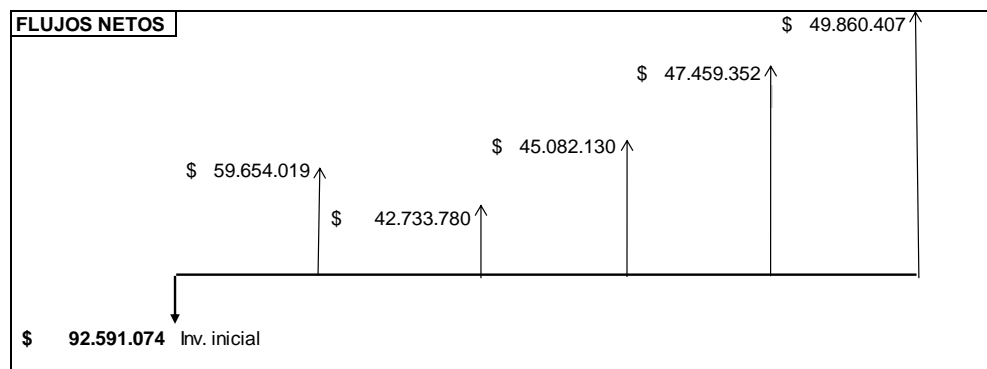 FLUJOS NETOS
$ 49.860.407
$ 47.459.352
$ 45.082.130
$ 59.654.019
$ 42.733.780
$ 92.591.074 Inv. inicial